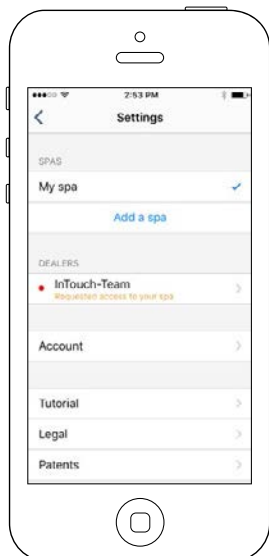 2:53 PM
Settings
SPAS
My spa
Add a spa
DEALERS
InTouch-Team
Requested access to your spa
Account
Tutorial
Legal
Patents